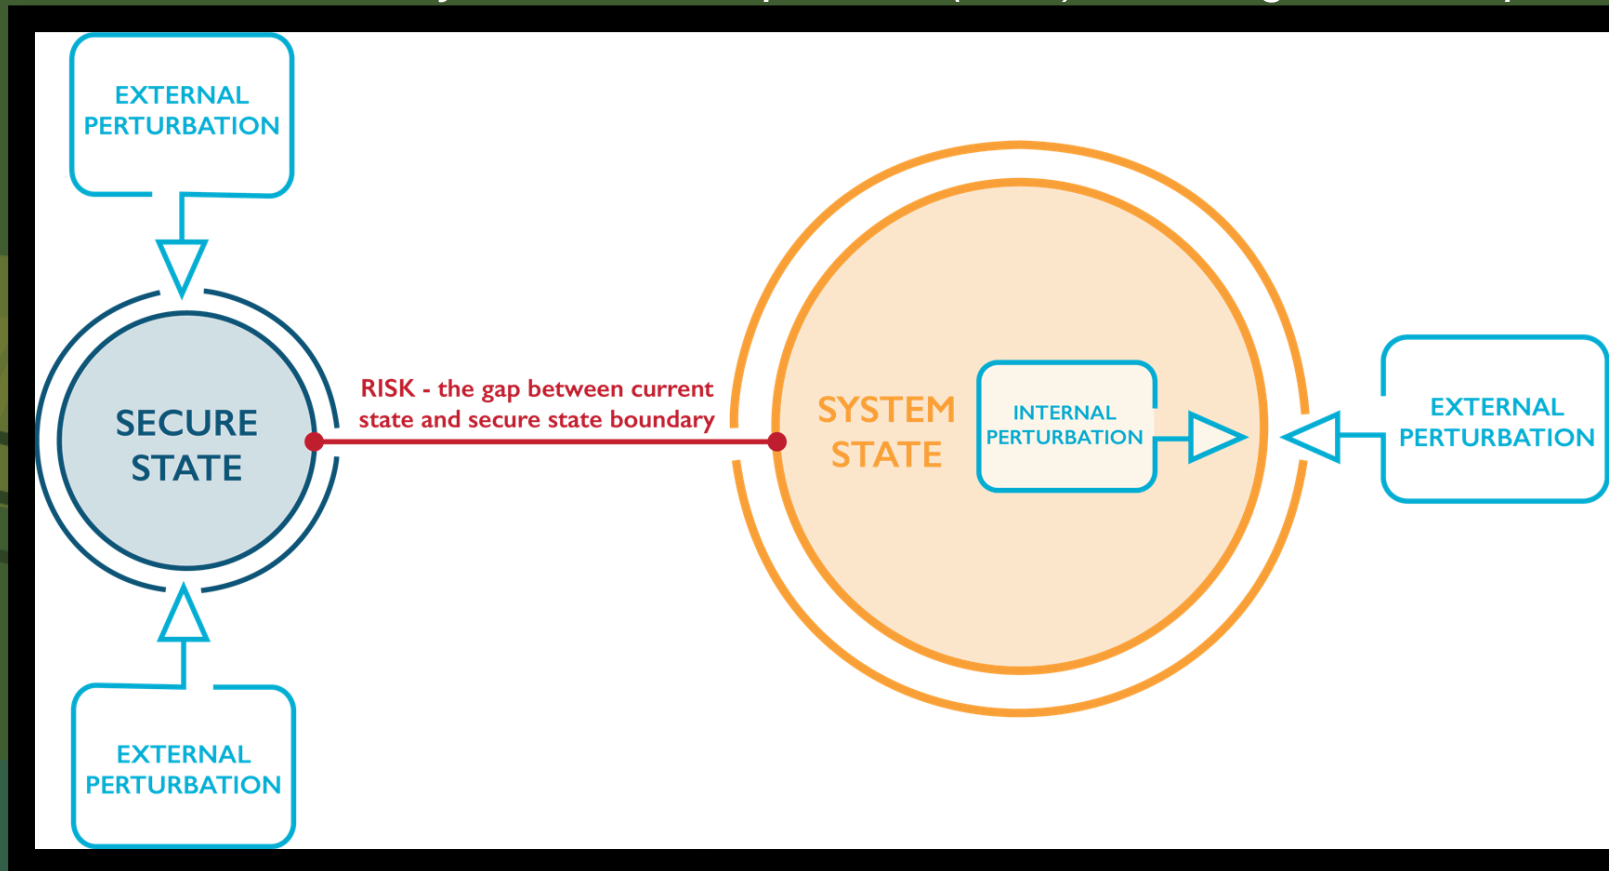 EXTERNAL
PERTURBATION
SECURE
STATE
RISK - the gap between current
state and secure state boundary
SYSTEM
STATE
INTERNAL
PERTURBATION
EXTERNAL
PERTURBATION
EXTERNAL
PERTURBATION